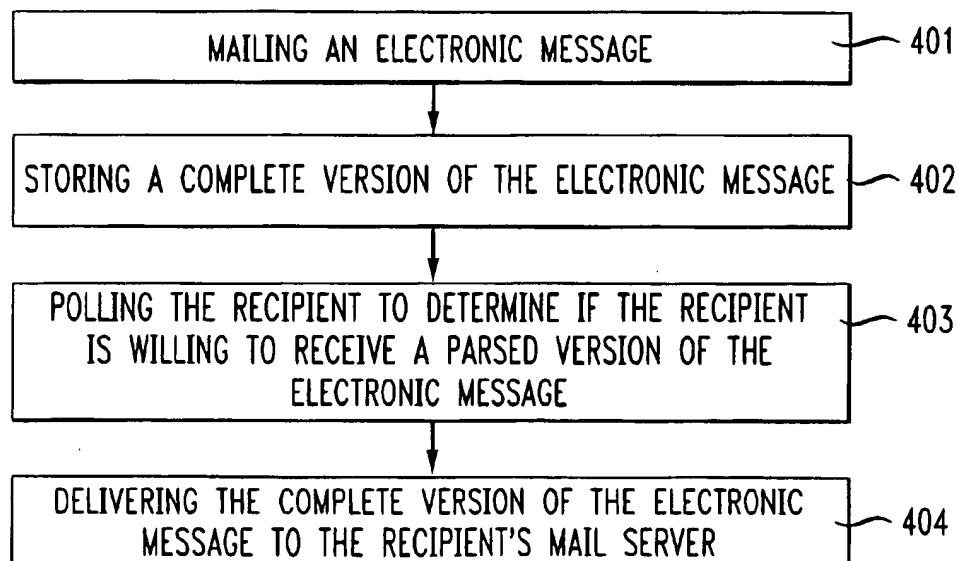 MAILING AN ELECTRONIC MESSAGE 401
STORING A COMPLETE VERSION OF THE ELECTRONIC MESSAGE 402
POLLING THE RECIPIENT TO DETERMINE IF THE RECIPIENT 403
IS WILLING TO RECEIVE A PARSED VERSION OF THE
ELECTRONIC MESSAGE
DELIVERING THE COMPLETE VERSION OF THE ELECTRONIC 404
MESSAGE TO THE RECIPIENT'S MAIL SERVER